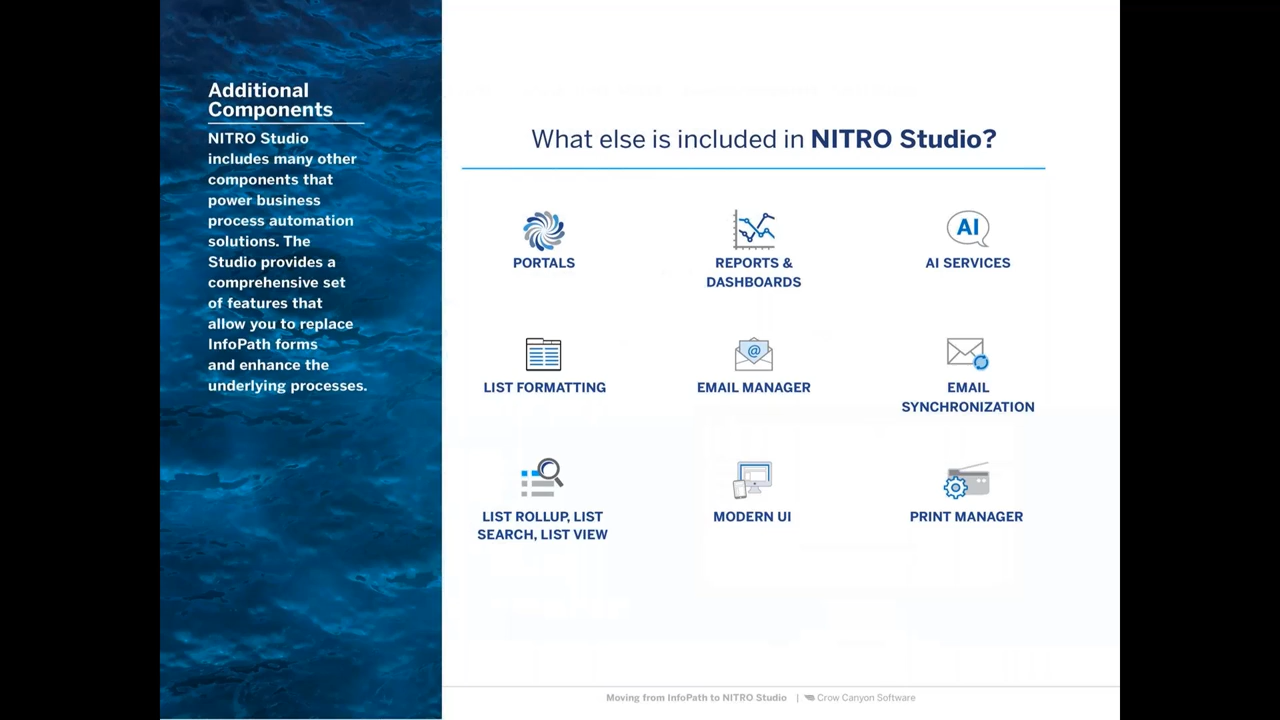 Additional
Components
NITRO Studio
includes many other
components that
power business
process automation
solutions. The
Studio provides a
comprehensive set
of features that
allow you to replace
InfoPath forms
and enhance the
underlying processes.
What else is included in NITRO Studio?
PORTALS
REPORTS &
DASHBOARDS
AI
AI SERVICES
LIST FORMATTING
@
EMAIL MANAGER
EMAIL
SYNCHRONIZATION
LIST ROLLUP, LIST
SEARCH, LIST VIEW
MODERN UI
PRINT MANAGER
Moving from InfoPath to NITRO Studio | Crow Canyon Software